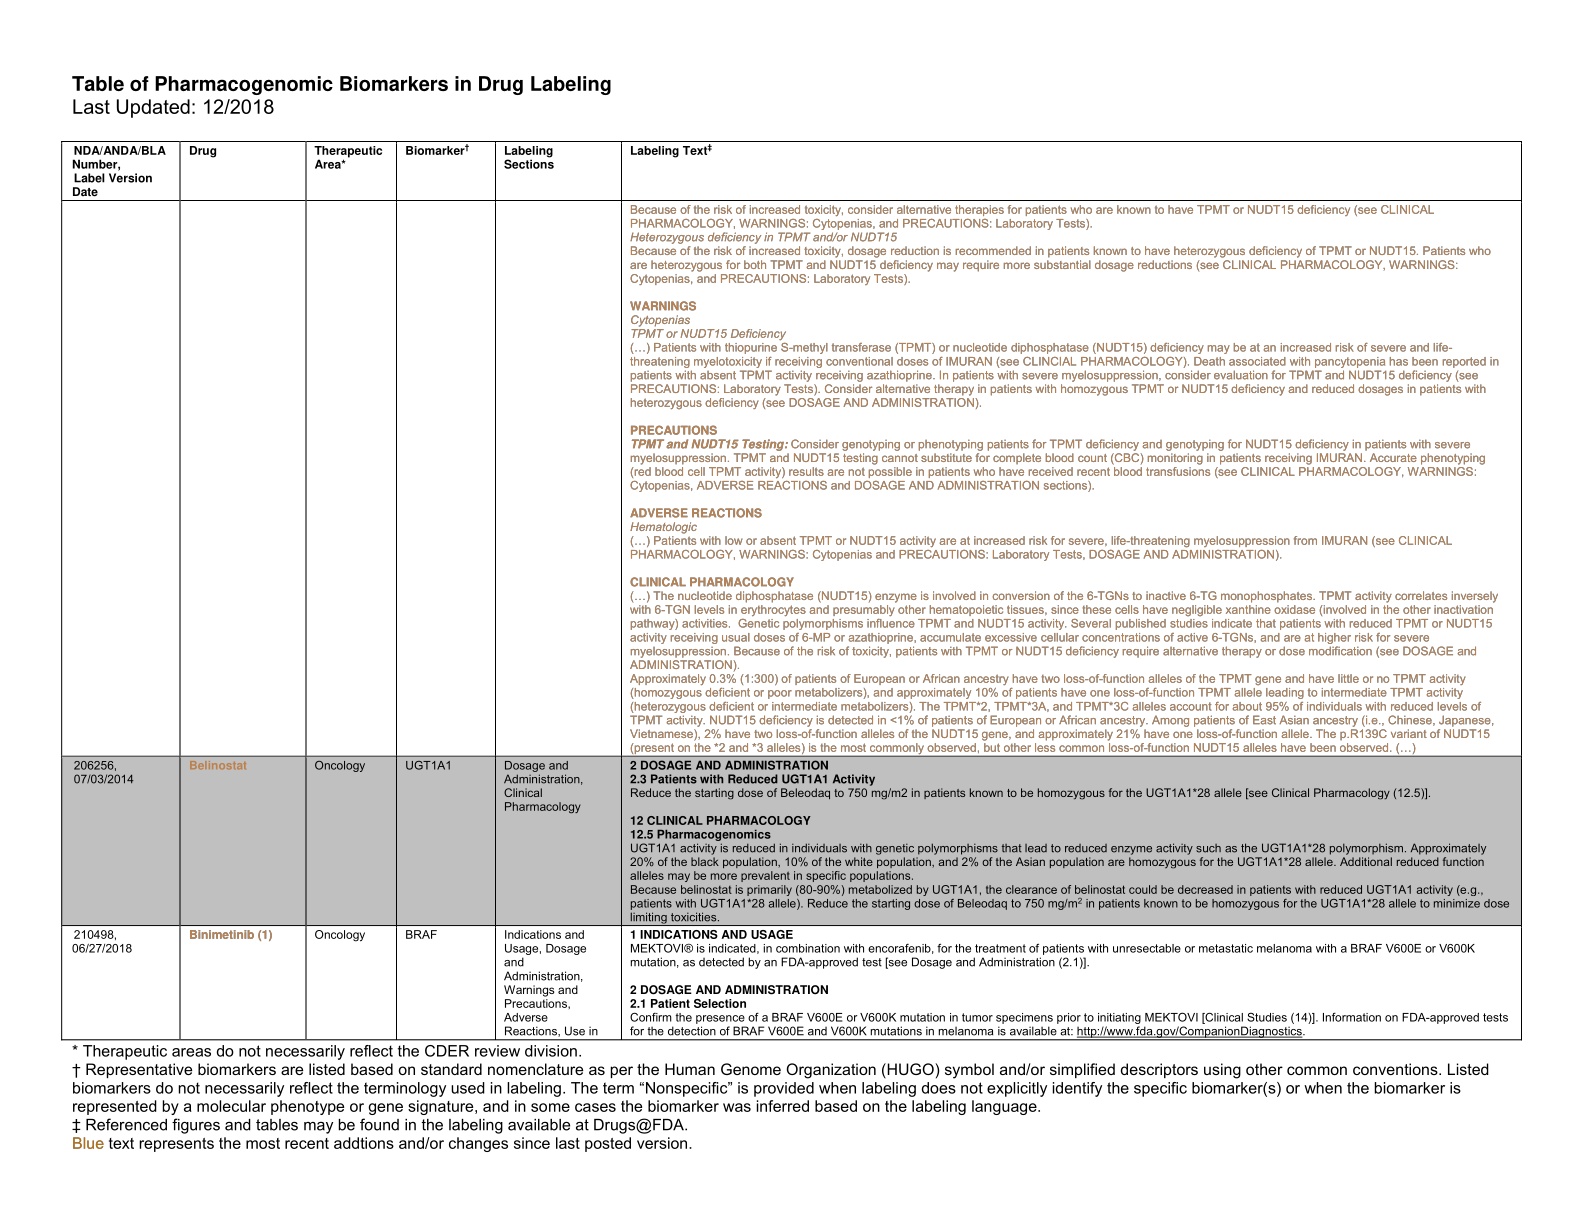 Table of Pharmacogenomic Biomarkers in Drug Labeling
Last Updated: 12/2018
NDA/ANDA/BLA
Number,
Label Version
Date
Drug
Therapeutic
Area*
Biomarker†
Labeling
Sections
Labeling Text‡
Because of the risk of increased toxicity, consider alternative therapies for patients who are known to have TPMT or NUDT15 deficiency (see CLINICAL
PHARMACOLOGY, WARNINGS: Cytopenias, and PRECAUTIONS: Laboratory Tests).
Heterozygous deficiency in TPMT and/or NUDT15
Because of the risk of increased toxicity, dosage reduction is recommended in patients known to have heterozygous deficiency of TPMT or NUDT15. Patients who
are heterozygous for both TPMT and NUDT15 deficiency may require more substantial dosage reductions (see CLINICAL PHARMACOLOGY, WARNINGS:
Cytopenias, and PRECAUTIONS: Laboratory Tests).
WARNINGS
Cytopenias
TPMT or NUDT15 Deficiency
(…) Patients with thiopurine S-methyl transferase (TPMT) or nucleotide diphosphatase (NUDT15) deficiency may be at an increased risk of severe and life-
threatening myelotoxicity if receiving conventional doses of IMURAN (see CLINCIAL PHARMACOLOGY). Death associated with pancytopenia has been reported in
patients with absent TPMT activity receiving azathioprine. In patients with severe myelosuppression, consider evaluation for TPMT and NUDT15 deficiency (see
PRECAUTIONS: Laboratory Tests). Consider alternative therapy in patients with homozygous TPMT or NUDT15 deficiency and reduced dosages in patients with
heterozygous deficiency (see DOSAGE AND ADMINISTRATION).
PRECAUTIONS
TPMT and NUDT15 Testing: Consider genotyping or phenotyping patients for TPMT deficiency and genotyping for NUDT15 deficiency in patients with severe
myelosuppression. TPMT and NUDT15 testing cannot substitute for complete blood count (CBC) monitoring in patients receiving IMURAN. Accurate phenotyping
(red blood cell TPMT activity) results are not possible in patients who have received recent blood transfusions (see CLINICAL PHARMACOLOGY, WARNINGS:
Cytopenias, ADVERSE REACTIONS and DOSAGE AND ADMINISTRATION sections).
ADVERSE REACTIONS
Hematologic
(…) Patients with low or absent TPMT or NUDT15 activity are at increased risk for severe, life-threatening myelosuppression from IMURAN (see CLINICAL
PHARMACOLOGY, WARNINGS: Cytopenias and PRECAUTIONS: Laboratory Tests, DOSAGE AND ADMINISTRATION).
CLINICAL PHARMACOLOGY
(…) The nucleotide diphosphatase (NUDT15) enzyme is involved in conversion of the 6-TGNs to inactive 6-TG monophosphates. TPMT activity correlates inversely
with 6-TGN levels in erythrocytes and presumably other hematopoietic tissues, since these cells have negligible xanthine oxidase (involved in the other inactivation
pathway) activities. Genetic polymorphisms influence TPMT and NUDT15 activity. Several published studies indicate that patients with reduced TPMT or NUDT15
activity receiving usual doses of 6-MP or azathioprine, accumulate excessive cellular concentrations of active 6-TGNs, and are at higher risk for severe
myelosuppression. Because of the risk of toxicity, patients with TPMT or NUDT15 deficiency require alternative therapy or dose modification (see DOSAGE and
ADMINISTRATION).
Approximately 0.3% (1:300) of patients of European or African ancestry have two loss-of-function alleles of the TPMT gene and have little or no TPMT activity
(homozygous deficient or poor metabolizers), and approximately 10% of patients have one loss-of-function TPMT allele leading to intermediate TPMT activity
(heterozygous deficient or intermediate metabolizers). The TPMT*2, TPMT*3A, and TPMT*3C alleles account for about 95% of individuals with reduced levels of
TPMT activity. NUDT15 deficiency is detected in <1% of patients of European or African ancestry. Among patients of East Asian ancestry (i.e., Chinese, Japanese,
Vietnamese), 2% have two loss-of-function alleles of the NUDT15 gene, and approximately 21% have one loss-of-function allele. The p.R139C variant of NUDT15
(present on the *2 and *3 alleles) is the most commonly observed, but other less common loss-of-function NUDT15 alleles have been observed. (…)
206256,
07/03/2014
Belinostat
Oncology
UGT1A1
Dosage and
Administration,
Clinical
Pharmacology
2 DOSAGE AND ADMINISTRATION
2.3 Patients with Reduced UGT1A1 Activity
Reduce the starting dose of Beleodaq to 750 mg/m2 in patients known to be homozygous for the UGT1A1*28 allele [see Clinical Pharmacology (12.5)].
12 CLINICAL PHARMACOLOGY
12.5 Pharmacogenomics
UGT1A1 activity is reduced in individuals with genetic polymorphisms that lead to reduced enzyme activity such as the UGT1A1*28 polymorphism. Approximately
20% of the black population, 10% of the white population, and 2% of the Asian population are homozygous for the UGT1A1*28 allele. Additional reduced function
alleles may be more prevalent in specific populations.
Because belinostat is primarily (80-90%) metabolized by UGT1A1, the clearance of belinostat could be decreased in patients with reduced UGT1A1 activity (e.g.,
patients with UGT1A1*28 allele). Reduce the starting dose of Beleodaq to 750 mg/m² in patients known to be homozygous for the UGT1A1*28 allele to minimize dose
limiting toxicities.
210498,
06/27/2018
Binimetinib (1)
Oncology
BRAF
Indications and
Usage, Dosage
and
Administration,
Warnings and
Precautions,
Adverse
Reactions, Use in
1 INDICATIONS AND USAGE
MEKTOVI® is indicated, in combination with encorafenib, for the treatment of patients with unresectable or metastatic melanoma with a BRAF V600E or V600K
mutation, as detected by an FDA-approved test [see Dosage and Administration (2.1)].
2 DOSAGE AND ADMINISTRATION
2.1 Patient Selection
Confirm the presence of a BRAF V600E or V600K mutation in tumor specimens prior to initiating MEKTOVI [Clinical Studies (14)]. Information on FDA-approved tests
for the detection of BRAF V600E and V600K mutations in melanoma is available at: http://www.fda.gov/CompanionDiagnostics.
* Therapeutic areas do not necessarily reflect the CDER review division.
† Representative biomarkers are listed based on standard nomenclature as per the Human Genome Organization (HUGO) symbol and/or simplified descriptors using other common conventions. Listed
biomarkers do not necessarily reflect the terminology used in labeling. The term “Nonspecific” is provided when labeling does not explicitly identify the specific biomarker(s) or when the biomarker is
represented by a molecular phenotype or gene signature, and in some cases the biomarker was inferred based on the labeling language.
‡ Referenced figures and tables may be found in the labeling available at Drugs@FDA.
Blue text represents the most recent addtions and/or changes since last posted version.